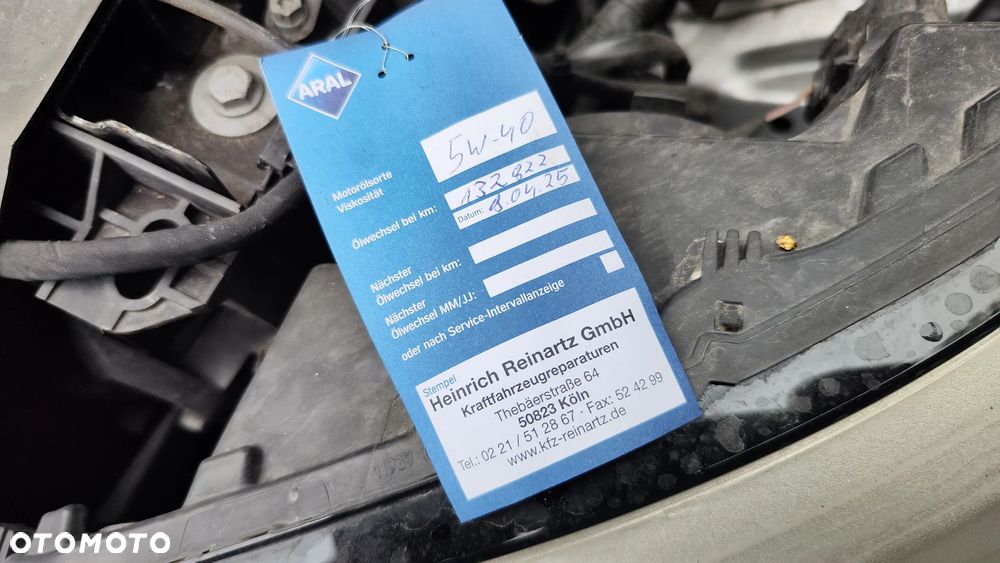 ARAL
Motorölsorte
Viskosität
5W-40
Ölwechsel bei km: 132.822
Datum: 9.04.25
Nächster
Ölwechsel bei km:
Nächster
Ölwechsel MM/JJ:
oder nach Service-Intervallanzeige
Stempel
Heinrich Reinartz GmbH
Kraftfahrzeugreparaturen
Thebäerstraße 64
50823 Köln
Tel.: 02 21 / 51 28 67 · Fax: 52 42 99
www.kfz-reinartz.de
OTOMOTO